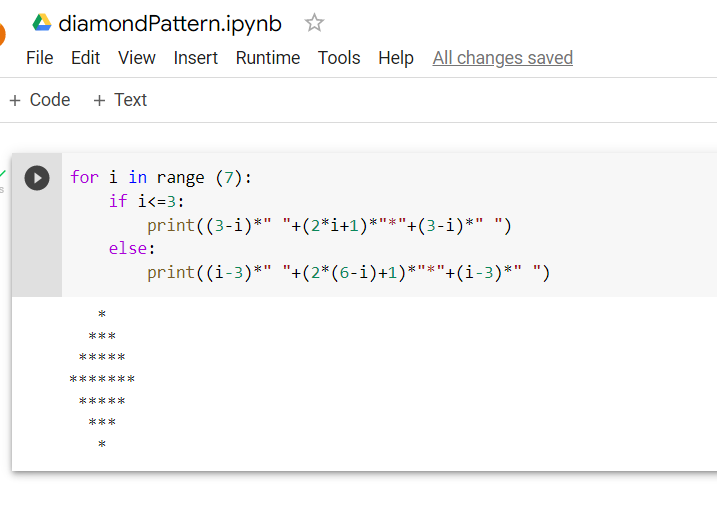 diamondPattern.ipynb
File Edit View Insert Runtime Tools Help All changes saved
+ Code + Text
for i in range (7):
    if i<=3:
        print((3-i)*" "+(2*i+1)*"*"+(3-i)*" ")
    else:
        print((i-3)*" "+(2*(6-i)+1)*"*"+(i-3)*" ")
   *
  ***
 *****
*******
 *****
  ***
   *